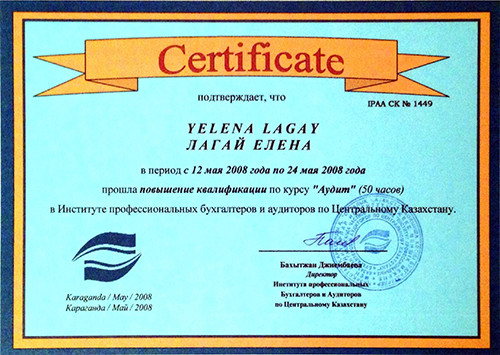 Certificate
подтверждает, что
IPAA CK № 1449
YELENA LAGAY
ЛАГАЙ ЕЛЕНА
в период с 12 мая 2008 года по 24 мая 2008 года
прошла повышение квалификации по курсу "Аудит" (50 часов)
в Институте профессиональных бухгалтеров и аудиторов по Центральному Казахстану.
Бахытжан Джиембаева
Директор
Института профессиональных
Бухгалтеров и Аудиторов
по Центральному Казахстану
Karaganda / May / 2008
Караганда / Май / 2008